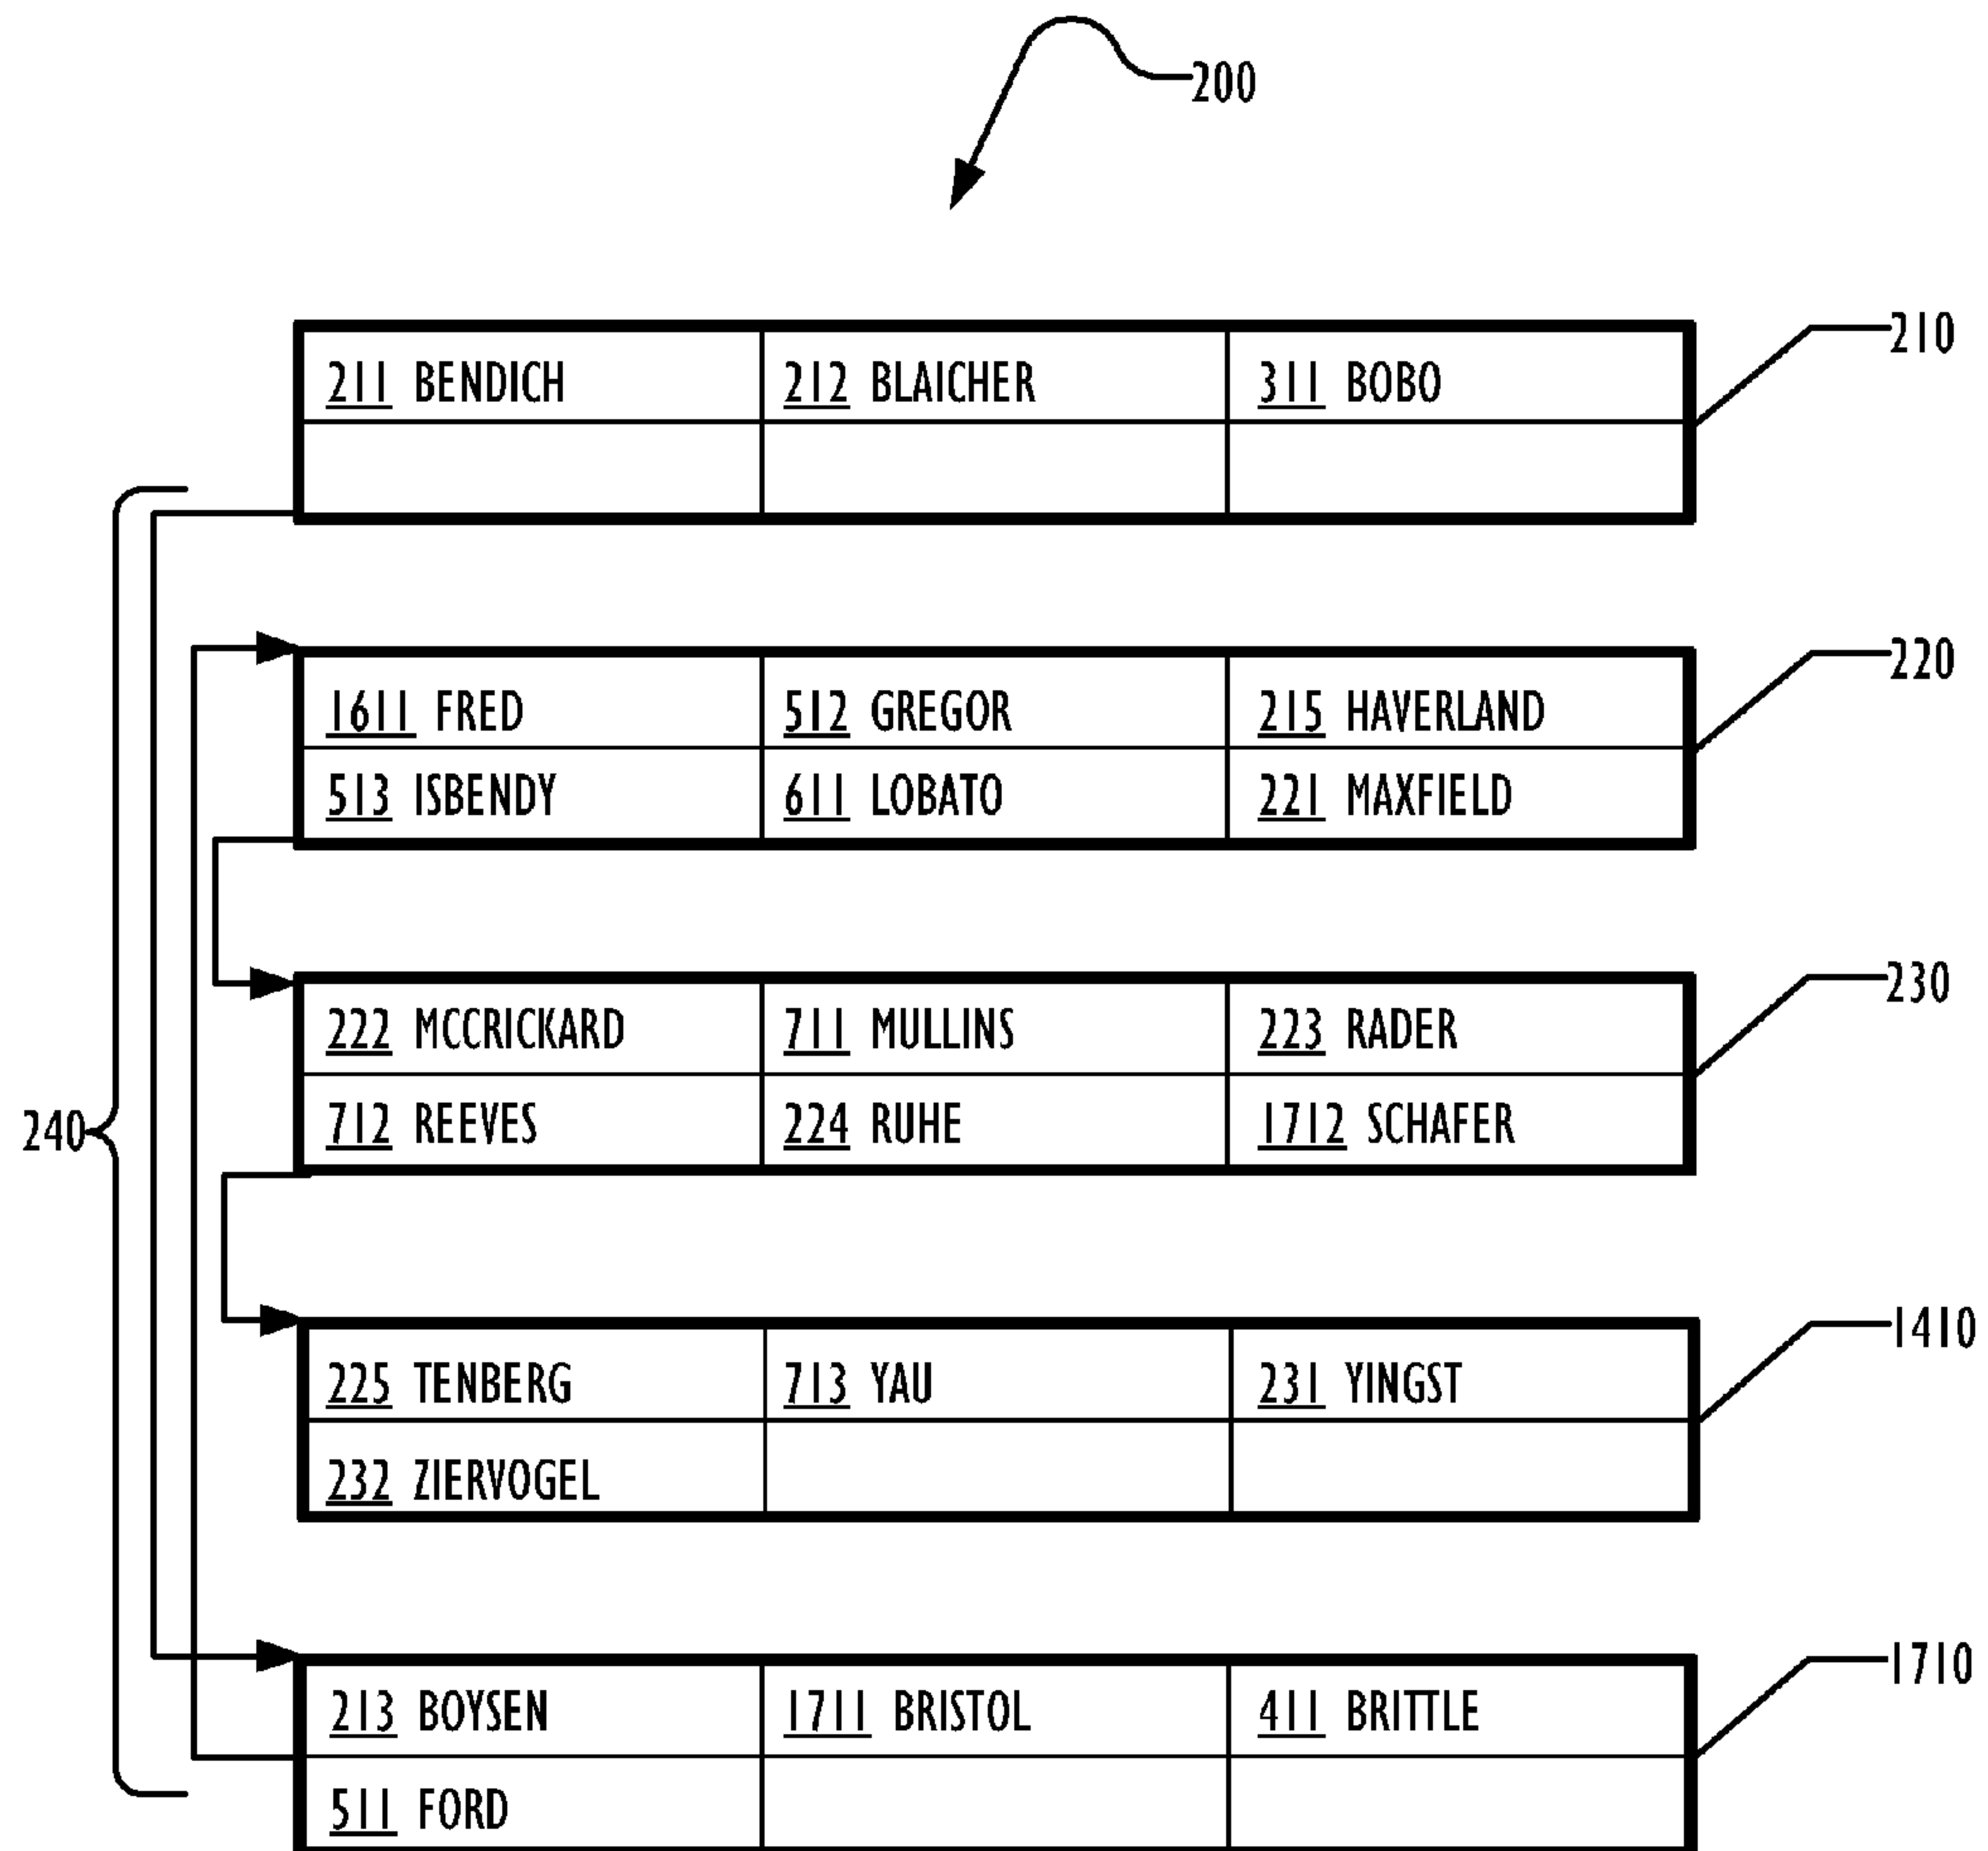 200
210
211 BENDICH 212 BLAICHER 311 BOBO
220
1611 FRED 512 GREGOR 215 HAVERLAND
513 ISBENDY 611 LOBATO 221 MAXFIELD
230
222 MCCRICKARD 711 MULLINS 223 RADER
240
712 REEVES 224 RUHE 1712 SCHAFER
1410
225 TENBERG 713 YAU 231 YINGST
232 ZIERVOGEL
1710
213 BOYSEN 1711 BRISTOL 411 BRITTLE
511 FORD